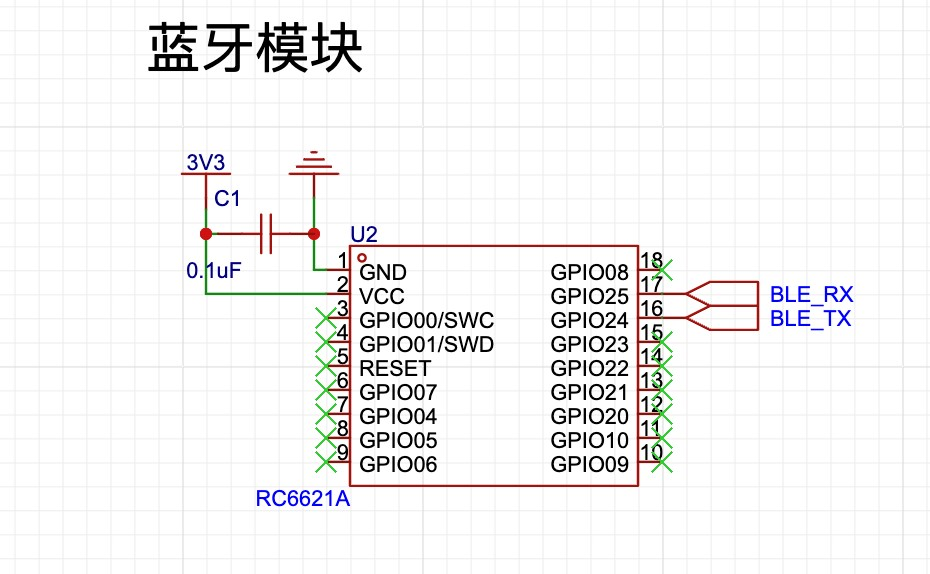 蓝牙模块
3V3
C1
0.1uF
U2
1 GND
2 VCC
3 GPIO00/SWC
4 GPIO01/SWD
5 RESET
6 GPIO07
7 GPIO04
8 GPIO05
9 GPIO06
GPIO08 18
GPIO25 17 BLE_RX
GPIO24 16 BLE_TX
GPIO23 15
GPIO22 14
GPIO21 13
GPIO20 12
GPIO10 11
GPIO09 10
RC6621A